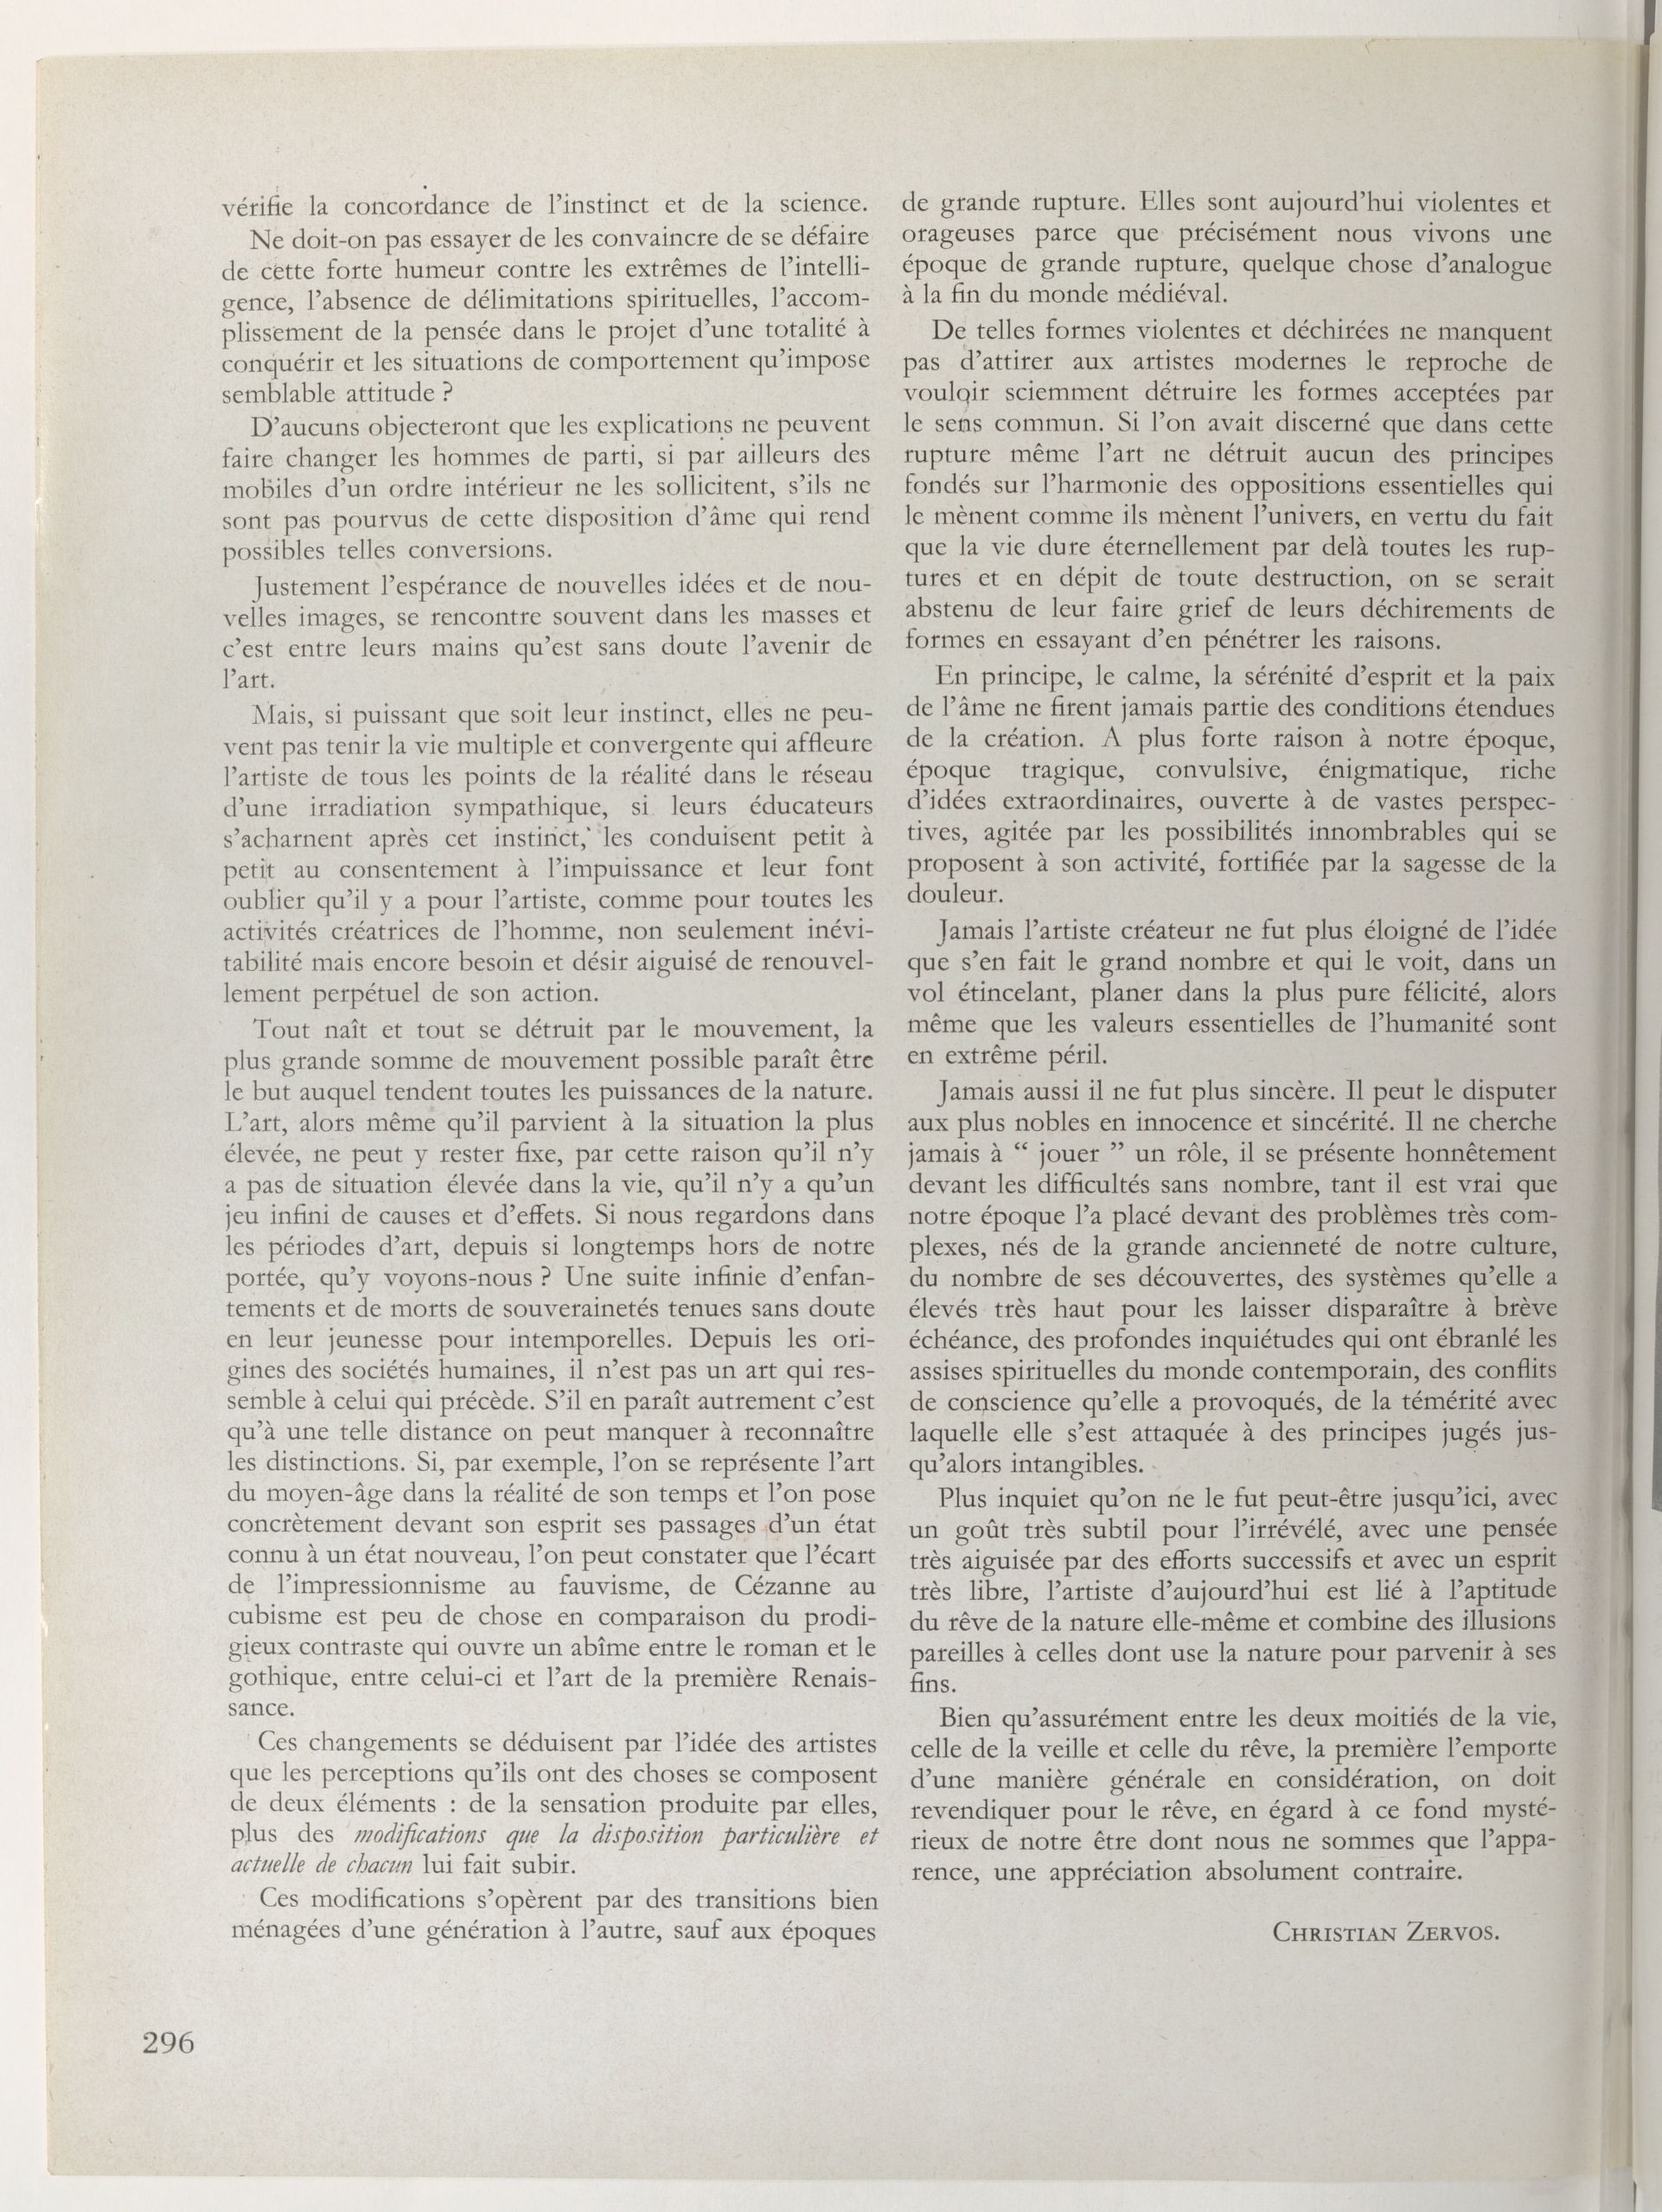 vérifie la concordance de l'instinct et de la science.
Ne doit-on pas essayer de les convaincre de se défaire
de cette forte humeur contre les extrêmes de l'intelli-
gence, l'absence de délimitations spirituelles, l'accom-
plissement de la pensée dans le projet d'une totalité à
conquérir et les situations de comportement qu'impose
semblable attitude ?
D'aucuns objecteront que les explications ne peuvent
faire changer les hommes de parti, si par ailleurs des
mobiles d'un ordre intérieur ne les sollicitent, s'ils ne
sont pas pourvus de cette disposition d'âme qui rend
possibles telles conversions.
Justement l'espérance de nouvelles idées et de nou-
velles images, se rencontre souvent dans les masses et
c'est entre leurs mains qu'est sans doute l'avenir de
l'art.
Mais, si puissant que soit leur instinct, elles ne peu-
vent pas tenir la vie multiple et convergente qui affleure
l'artiste de tous les points de la réalité dans le réseau
d'une irradiation sympathique, si leurs éducateurs
s'acharnent après cet instinct, les conduisent petit à
petit au consentement à l'impuissance et leur font
oublier qu'il y a pour l'artiste, comme pour toutes les
activités créatrices de l'homme, non seulement inévi-
tabilité mais encore besoin et désir aiguisé de renouvel-
lement perpétuel de son action.
Tout naît et tout se détruit par le mouvement, la
plus grande somme de mouvement possible paraît être
le but auquel tendent toutes les puissances de la nature.
L'art, alors même qu'il parvient à la situation la plus
élevée, ne peut y rester fixe, par cette raison qu'il n'y
a pas de situation élevée dans la vie, qu'il n'y a qu'un
jeu infini de causes et d'effets. Si nous regardons dans
les périodes d'art, depuis si longtemps hors de notre
portée, qu'y voyons-nous ? Une suite infinie d'enfan-
tements et de morts de souverainetés tenues sans doute
en leur jeunesse pour intemporelles. Depuis les ori-
gines des sociétés humaines, il n'est pas un art qui res-
semble à celui qui précède. S'il en paraît autrement c'est
qu'à une telle distance on peut manquer à reconnaître
les distinctions. Si, par exemple, l'on se représente l'art
du moyen-âge dans la réalité de son temps et l'on pose
concrètement devant son esprit ses passages d'un état
connu à un état nouveau, l'on peut constater que l'écart
de l'impressionnisme au fauvisme, de Cézanne au
cubisme est peu de chose en comparaison du prodi-
gieux contraste qui ouvre un abîme entre le roman et le
gothique, entre celui-ci et l'art de la première Renais-
sance.
Ces changements se déduisent par l'idée des artistes
que les perceptions qu'ils ont des choses se composent
de deux éléments : de la sensation produite par elles,
plus des modifications que la disposition particulière et
actuelle de chacun lui fait subir.
Ces modifications s'opèrent par des transitions bien
ménagées d'une génération à l'autre, sauf aux époques
de grande rupture. Elles sont aujourd'hui violentes et
orageuses parce que précisément nous vivons une
époque de grande rupture, quelque chose d'analogue
à la fin du monde médiéval.
De telles formes violentes et déchirées ne manquent
pas d'attirer aux artistes modernes le reproche de
vouloir sciemment détruire les formes acceptées par
le sens commun. Si l'on avait discerné que dans cette
rupture même l'art ne détruit aucun des principes
fondés sur l'harmonie des oppositions essentielles qui
le mènent comme ils mènent l'univers, en vertu du fait
que la vie dure éternellement par delà toutes les rup-
tures et en dépit de toute destruction, on se serait
abstenu de leur faire grief de leurs déchirements de
formes en essayant d'en pénétrer les raisons.
En principe, le calme, la sérénité d'esprit et la paix
de l'âme ne firent jamais partie des conditions étendues
de la création. A plus forte raison à notre époque,
époque tragique, convulsive, énigmatique, riche
d'idées extraordinaires, ouverte à de vastes perspec-
tives, agitée par les possibilités innombrables qui se
proposent à son activité, fortifiée par la sagesse de la
douleur.
Jamais l'artiste créateur ne fut plus éloigné de l'idée
que s'en fait le grand nombre et qui le voit, dans un
vol étincelant, planer dans la plus pure félicité, alors
même que les valeurs essentielles de l'humanité sont
en extrême péril.
Jamais aussi il ne fut plus sincère. Il peut le disputer
aux plus nobles en innocence et sincérité. Il ne cherche
jamais à “ jouer ” un rôle, il se présente honnêtement
devant les difficultés sans nombre, tant il est vrai que
notre époque l'a placé devant des problèmes très com-
plexes, nés de la grande ancienneté de notre culture,
du nombre de ses découvertes, des systèmes qu'elle a
élevés très haut pour les laisser disparaître à brève
échéance, des profondes inquiétudes qui ont ébranlé les
assises spirituelles du monde contemporain, des conflits
de conscience qu'elle a provoqués, de la témérité avec
laquelle elle s'est attaquée à des principes jugés jus-
qu'alors intangibles.
Plus inquiet qu'on ne le fut peut-être jusqu'ici, avec
un goût très subtil pour l'irrévélé, avec une pensée
très aiguisée par des efforts successifs et avec un esprit
très libre, l'artiste d'aujourd'hui est lié à l'aptitude
du rêve de la nature elle-même et combine des illusions
pareilles à celles dont use la nature pour parvenir à ses
fins.
Bien qu'assurément entre les deux moitiés de la vie,
celle de la veille et celle du rêve, la première l'emporte
d'une manière générale en considération, on doit
revendiquer pour le rêve, en égard à ce fond mysté-
rieux de notre être dont nous ne sommes que l'appa-
rence, une appréciation absolument contraire.
CHRISTIAN ZERVOS.
296